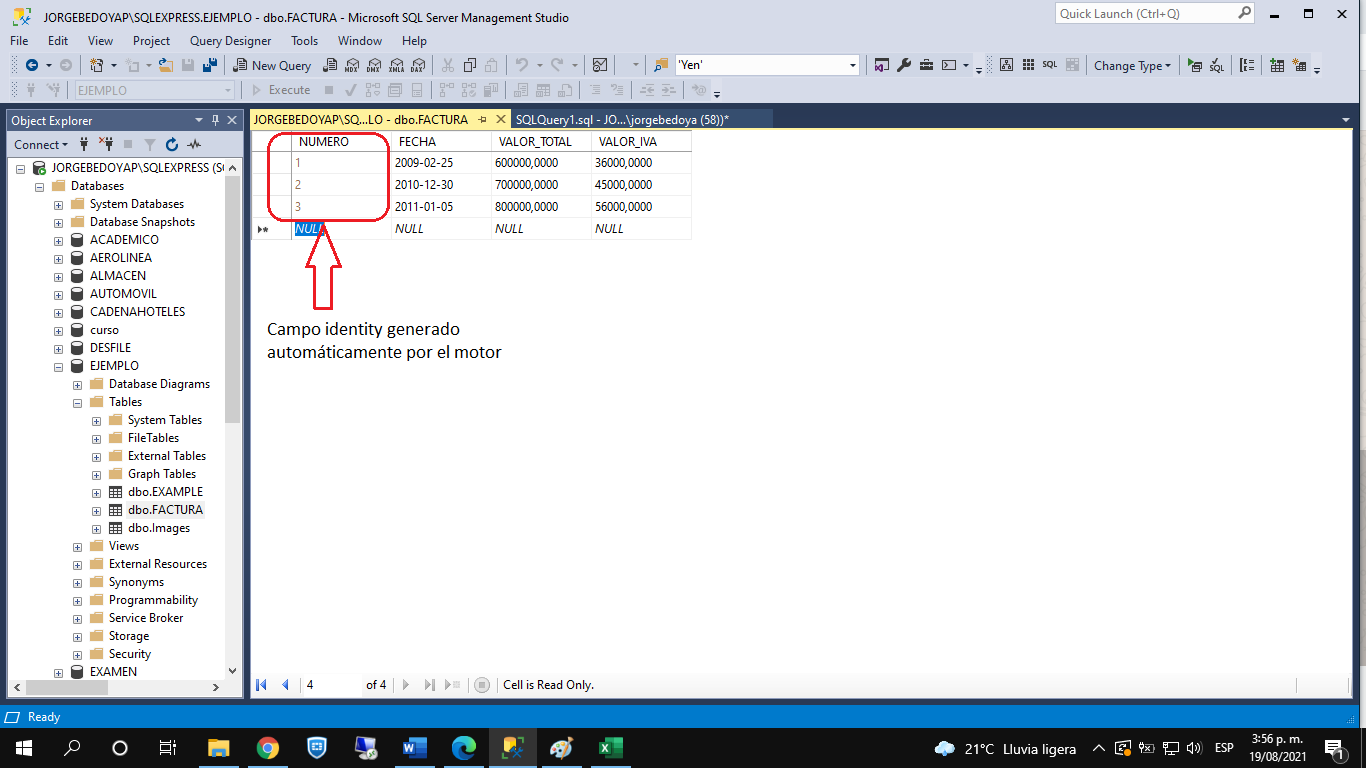 JORGEBEDOYAP\SQLEXPRESS.EJEMPLO - dbo.FACTURA - Microsoft SQL Server Management Studio
Quick Launch (Ctrl+Q)
File Edit View Project Query Designer Tools Window Help
New Query MDX DMX XMLA DAX 'Yen' SQL Change Type SQL
EJEMPLO Execute
Object Explorer
Connect
JORGEBEDOYAP\SQLEXPRESS (S
Databases
System Databases
Database Snapshots
ACADEMICO
AEROLINEA
ALMACEN
AUTOMOVIL
CADENAHOTELES
curso
DESFILE
EJEMPLO
Database Diagrams
Tables
System Tables
FileTables
External Tables
Graph Tables
dbo.EXAMPLE
dbo.FACTURA
dbo.Images
Views
External Resources
Synonyms
Programmability
Service Broker
Storage
Security
EXAMEN
JORGEBEDOYAP\SQ...LO - dbo.FACTURA SQLQuery1.sql - JO...\jorgebedoya (58))*
NUMERO FECHA VALOR_TOTAL VALOR_IVA
1 2009-02-25 600000,0000 36000,0000
2 2010-12-30 700000,0000 45000,0000
3 2011-01-05 800000,0000 56000,0000
NULL NULL NULL NULL
Campo identity generado
automáticamente por el motor
4 of 4 Cell is Read Only.
Ready
21°C Lluvia ligera ESP 3:56 p. m.
19/08/2021 1